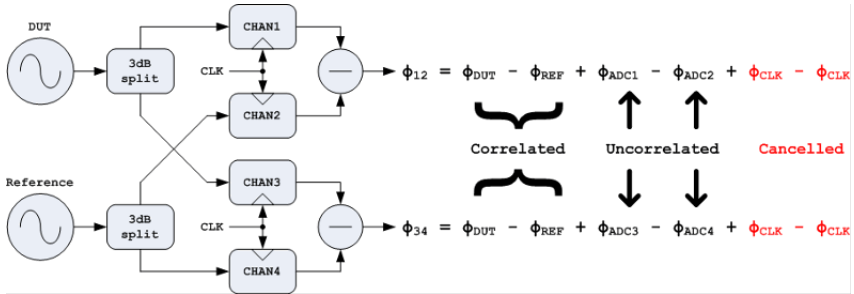 DUT
3dB
split
CHAN1
CLK
CHAN2
ϕ12 = ϕDUT - ϕREF + ϕADC1 - ϕADC2 + ϕCLK - ϕCLK
Correlated Uncorrelated Cancelled
Reference
3dB
split
CHAN3
CLK
CHAN4
ϕ34 = ϕDUT - ϕREF + ϕADC3 - ϕADC4 + ϕCLK - ϕCLK